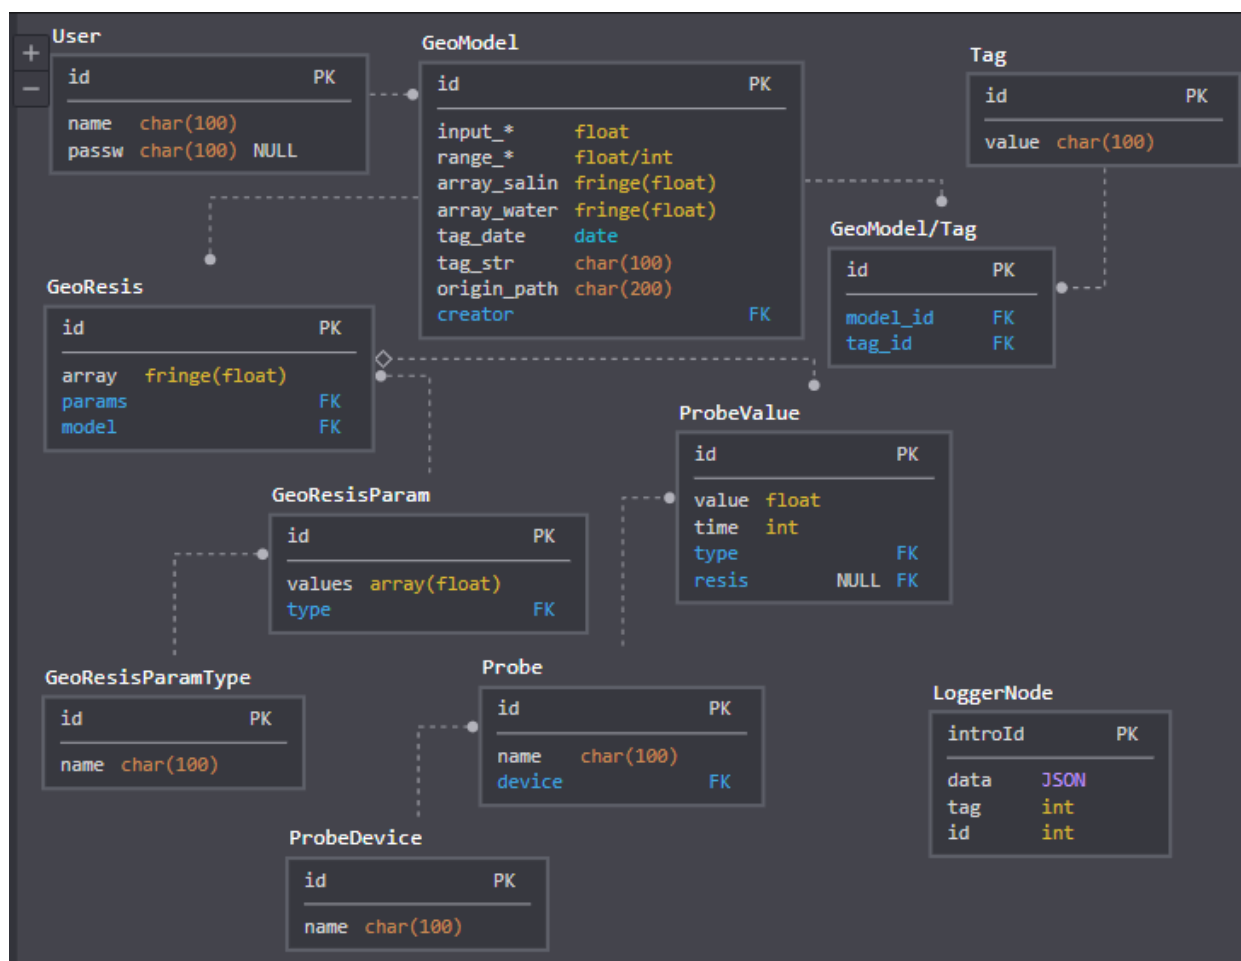 +
−
User
id PK
name char(100)
passw char(100) NULL
GeoModel
id PK
input_* float
range_* float/int
array_salin fringe(float)
array_water fringe(float)
tag_date date
tag_str char(100)
origin_path char(200)
creator FK
Tag
id PK
value char(100)
GeoModel/Tag
id PK
model_id FK
tag_id FK
GeoResis
id PK
array fringe(float)
params FK
model FK
ProbeValue
id PK
value float
time int
type FK
resis NULL FK
GeoResisParam
id PK
values array(float)
type FK
GeoResisParamType
id PK
name char(100)
Probe
id PK
name char(100)
device FK
LoggerNode
introId PK
data JSON
tag int
id int
ProbeDevice
id PK
name char(100)